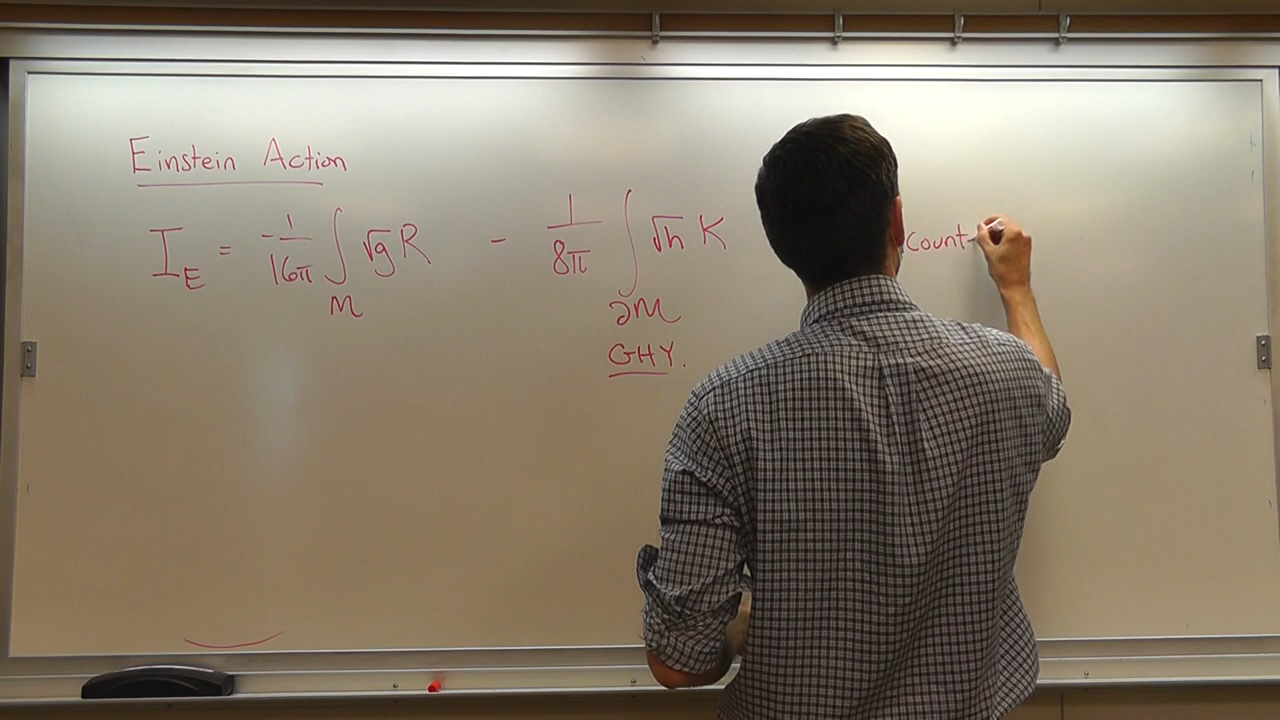 Einstein Action
I_E = -1/16π ∫_M √g R - 1/8π ∫_∂M √h K count
GHY.